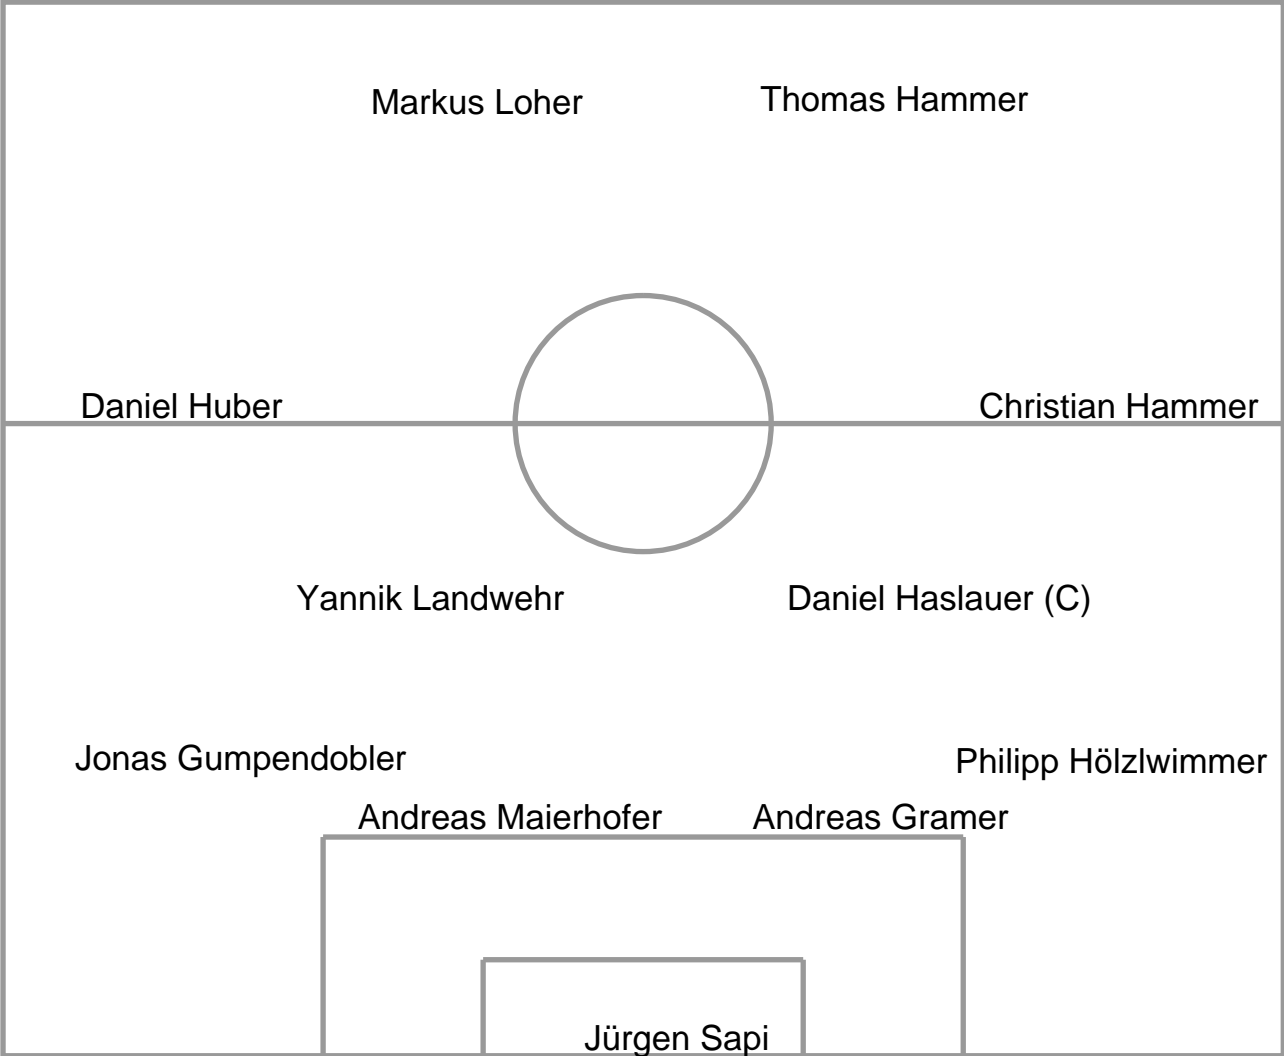 Markus Loher
Thomas Hammer
Daniel Huber
Christian Hammer
Yannik Landwehr
Daniel Haslauer (C)
Jonas Gumpendobler
Philipp Hölzlwimmer
Andreas Maierhofer
Andreas Gramer
Jürgen Sapi